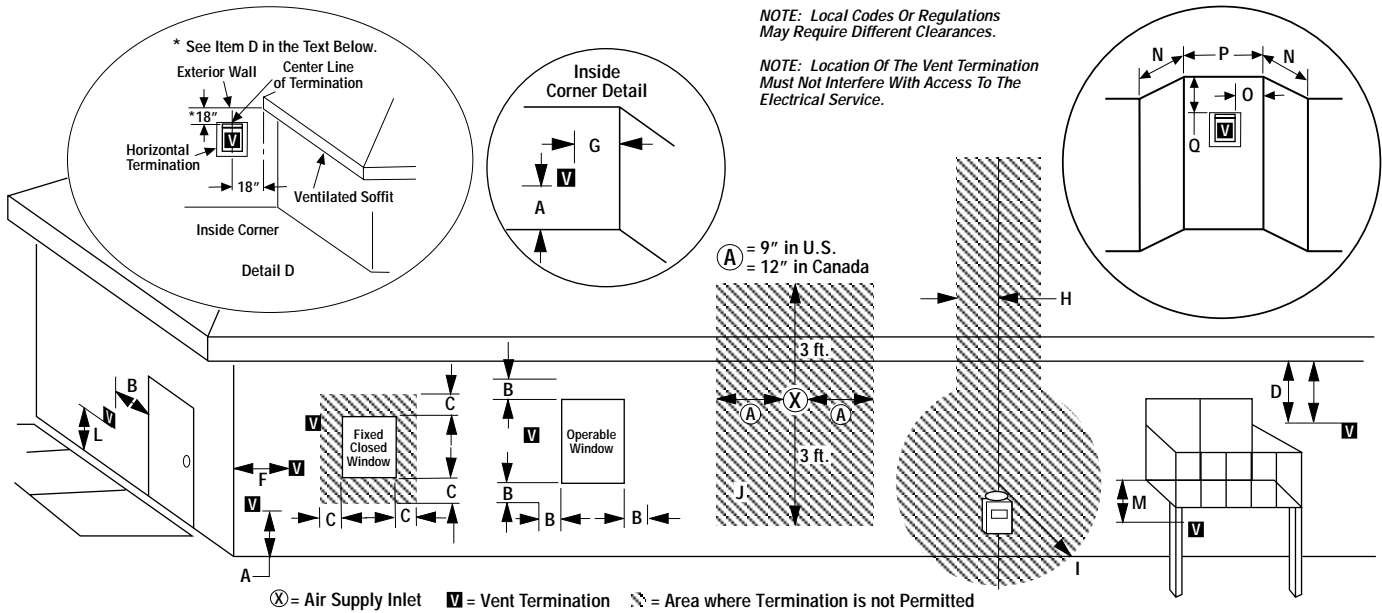 * See Item D in the Text Below.
Exterior Wall
Center Line
of Termination
*18"
V
Horizontal
Termination
18"
Ventilated Soffit
Inside Corner
Detail D
Inside
Corner Detail
G
V
A
NOTE: Local Codes Or Regulations
May Require Different Clearances.
NOTE: Location Of The Vent Termination
Must Not Interfere With Access To The
Electrical Service.
N P N
O
Q
V
A = 9" in U.S.
= 12" in Canada
H
3 ft.
A X A
3 ft.
J
I
B
V
L
F
V
V
A
V
Fixed
Closed
Window
C
C
C
C
B
V
Operable
Window
B
B
B
D
V
M
V
X = Air Supply Inlet V = Vent Termination = Area where Termination is not Permitted